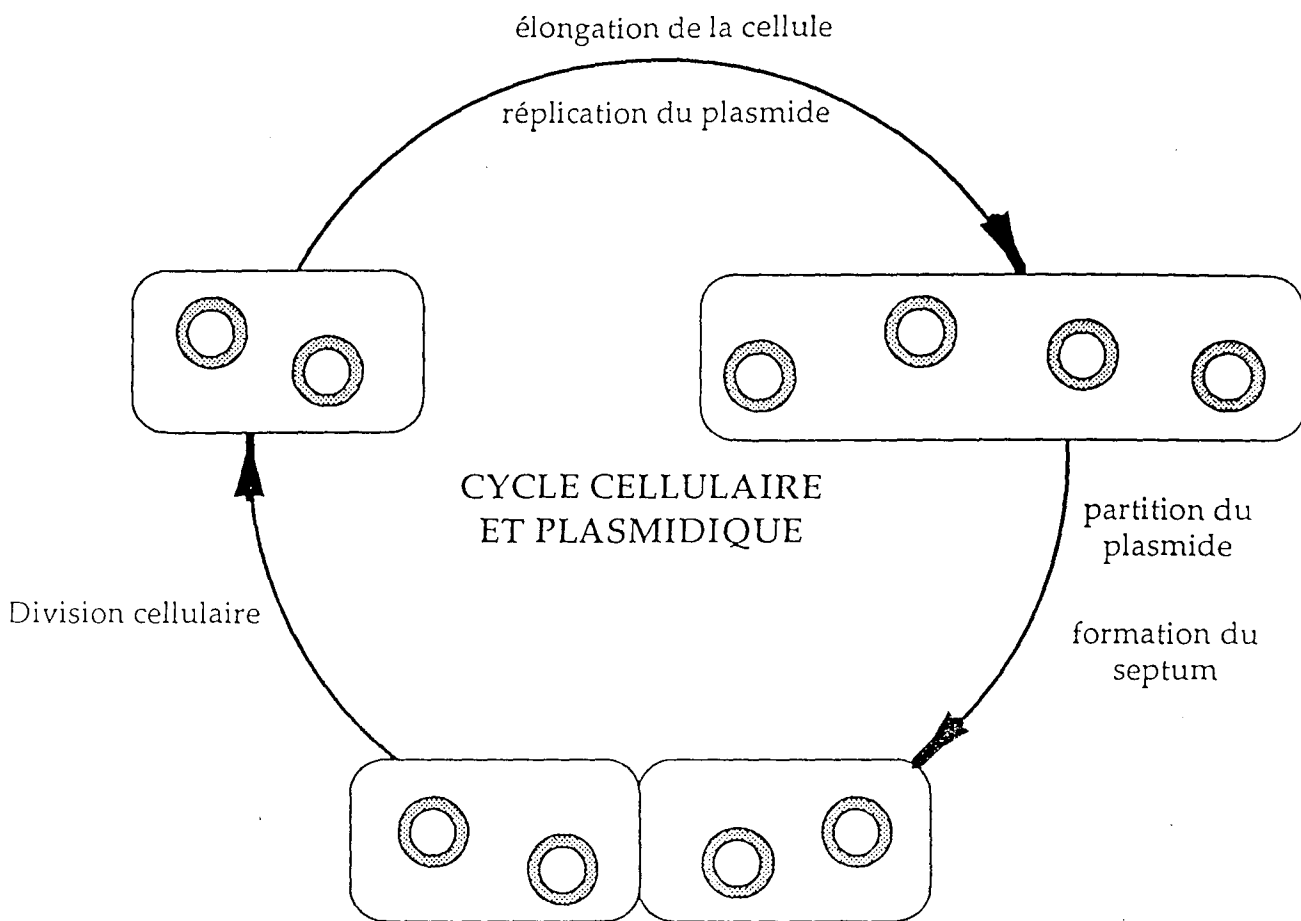 élongation de la cellule
réplication du plasmide
CYCLE CELLULAIRE
ET PLASMIDIQUE
partition du
plasmide
Division cellulaire
formation du
septum